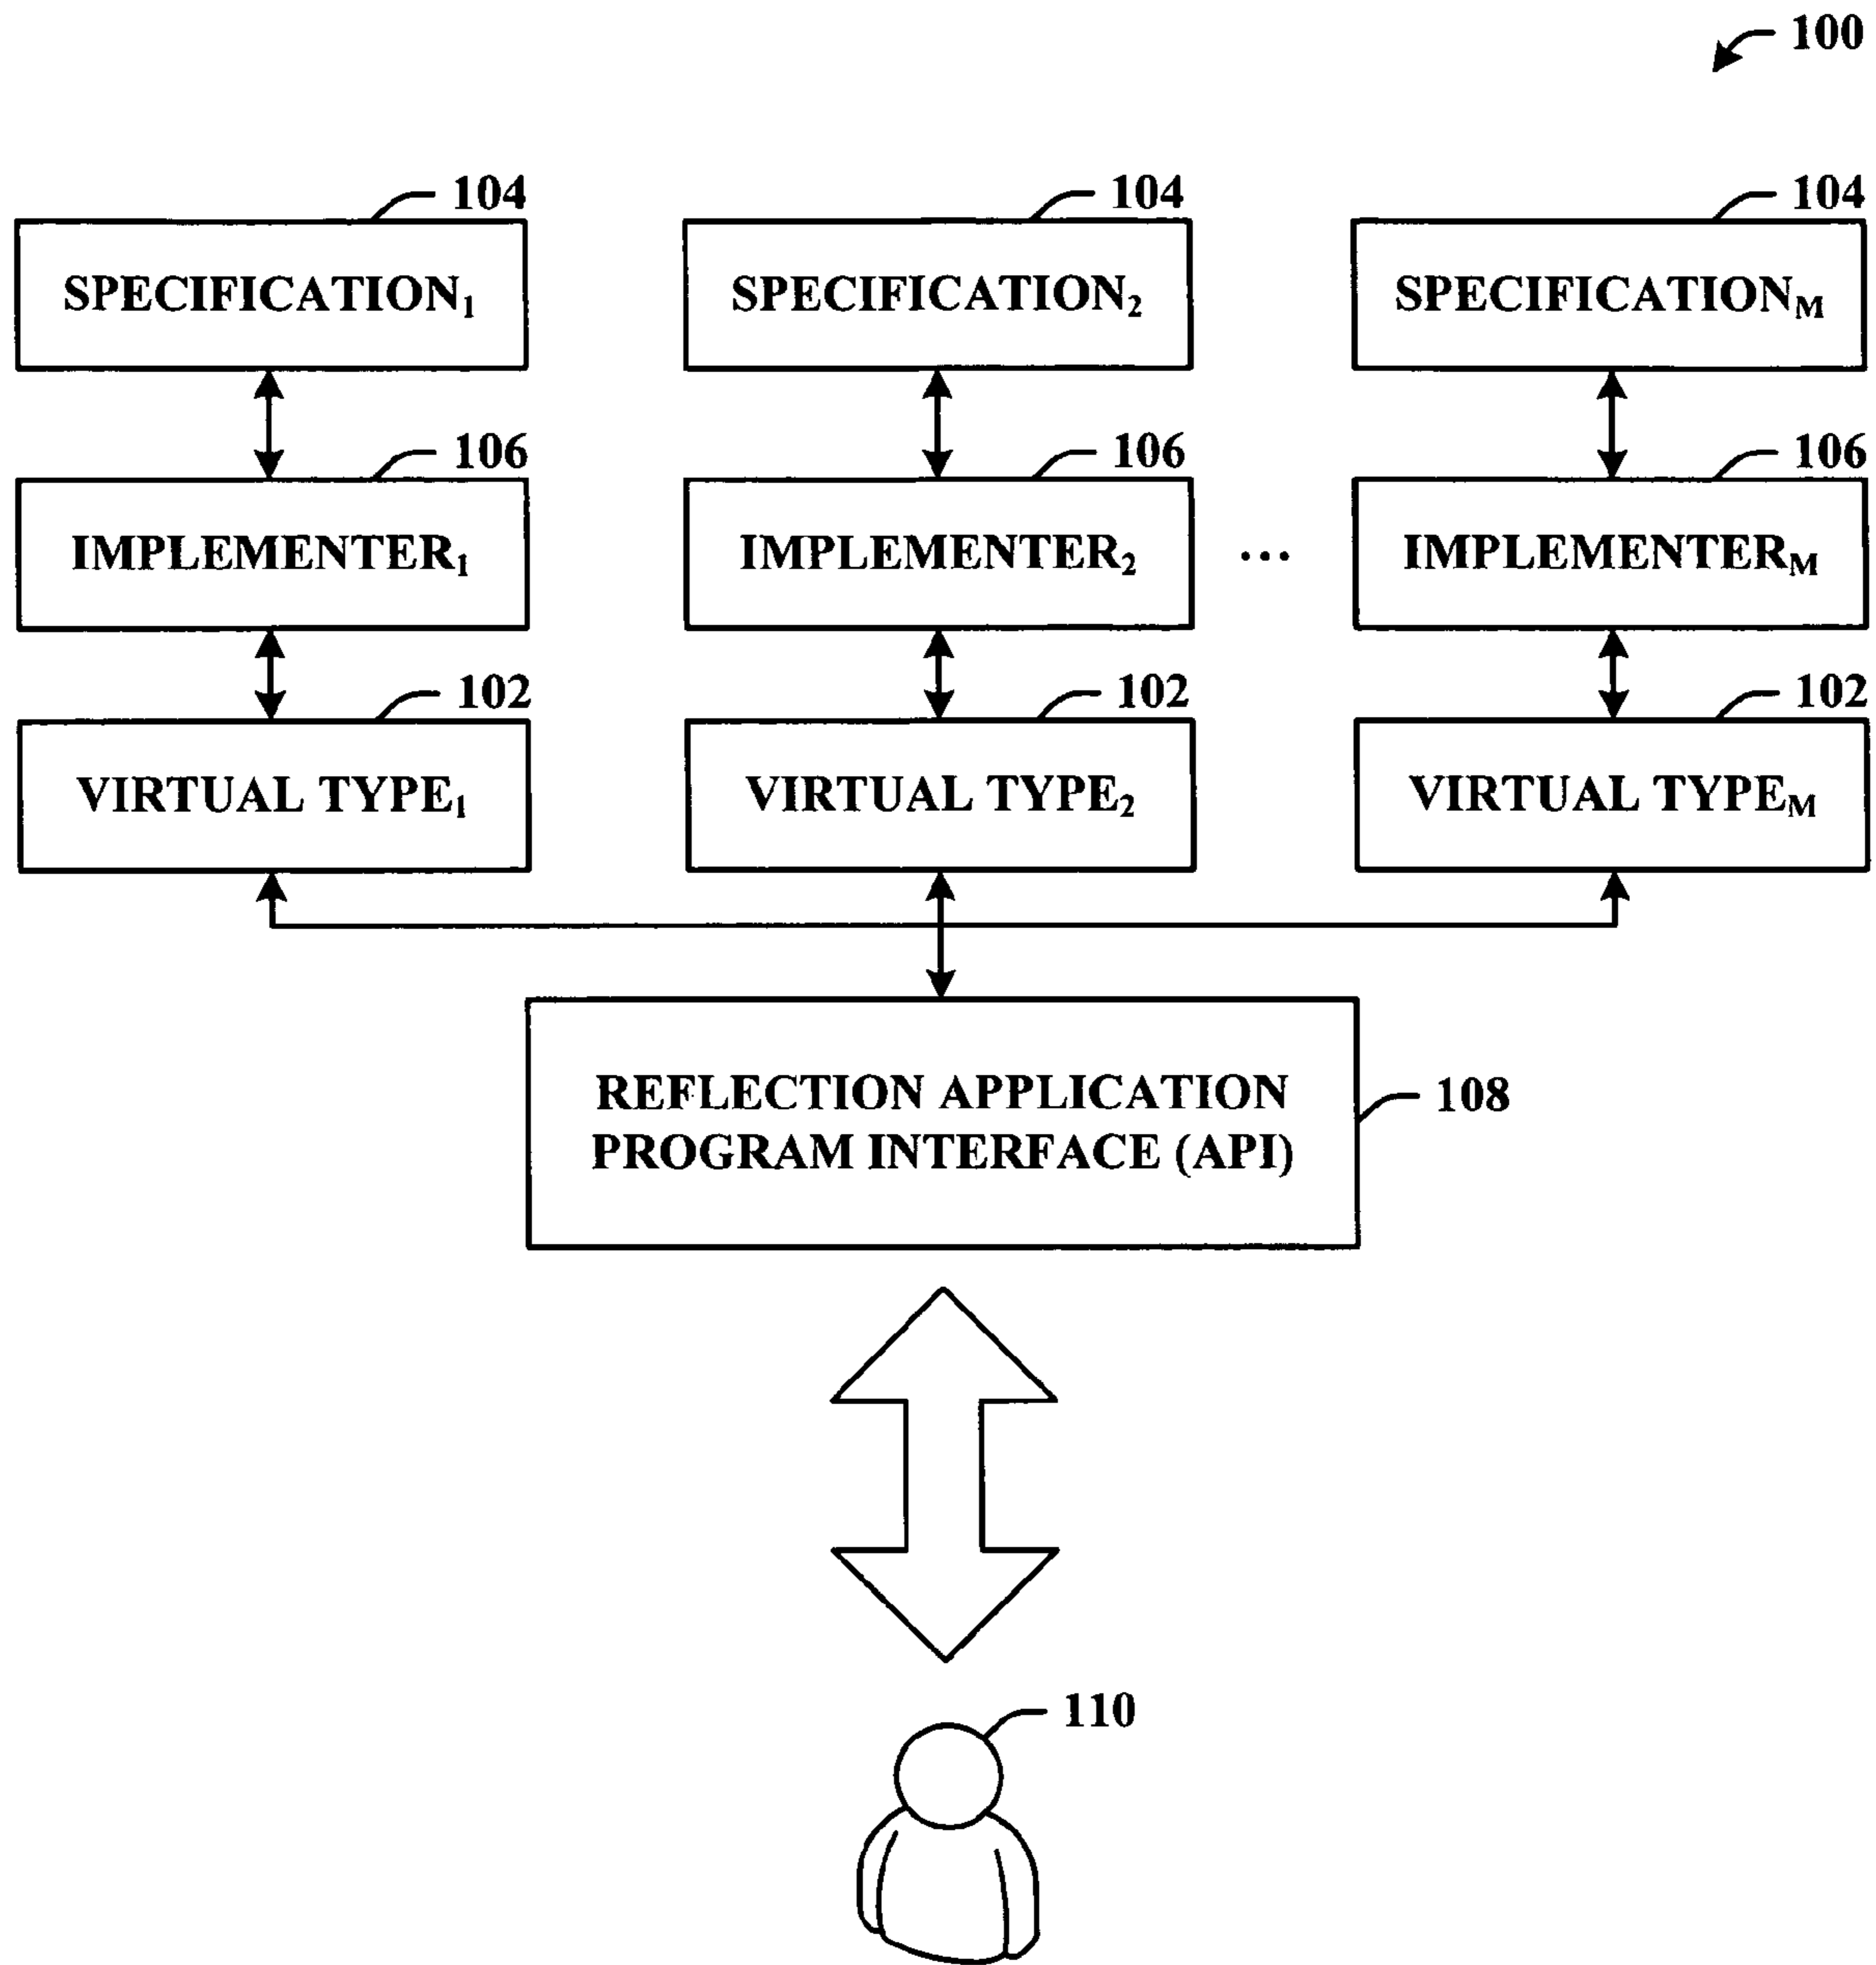 100
104 104 104
SPECIFICATION₁ SPECIFICATION₂ SPECIFICATIONM
106 106 106
IMPLEMENTER₁ IMPLEMENTER₂ ... IMPLEMENTERM
102 102 102
VIRTUAL TYPE₁ VIRTUAL TYPE₂ VIRTUAL TYPEM
REFLECTION APPLICATION
PROGRAM INTERFACE (API)
108
110